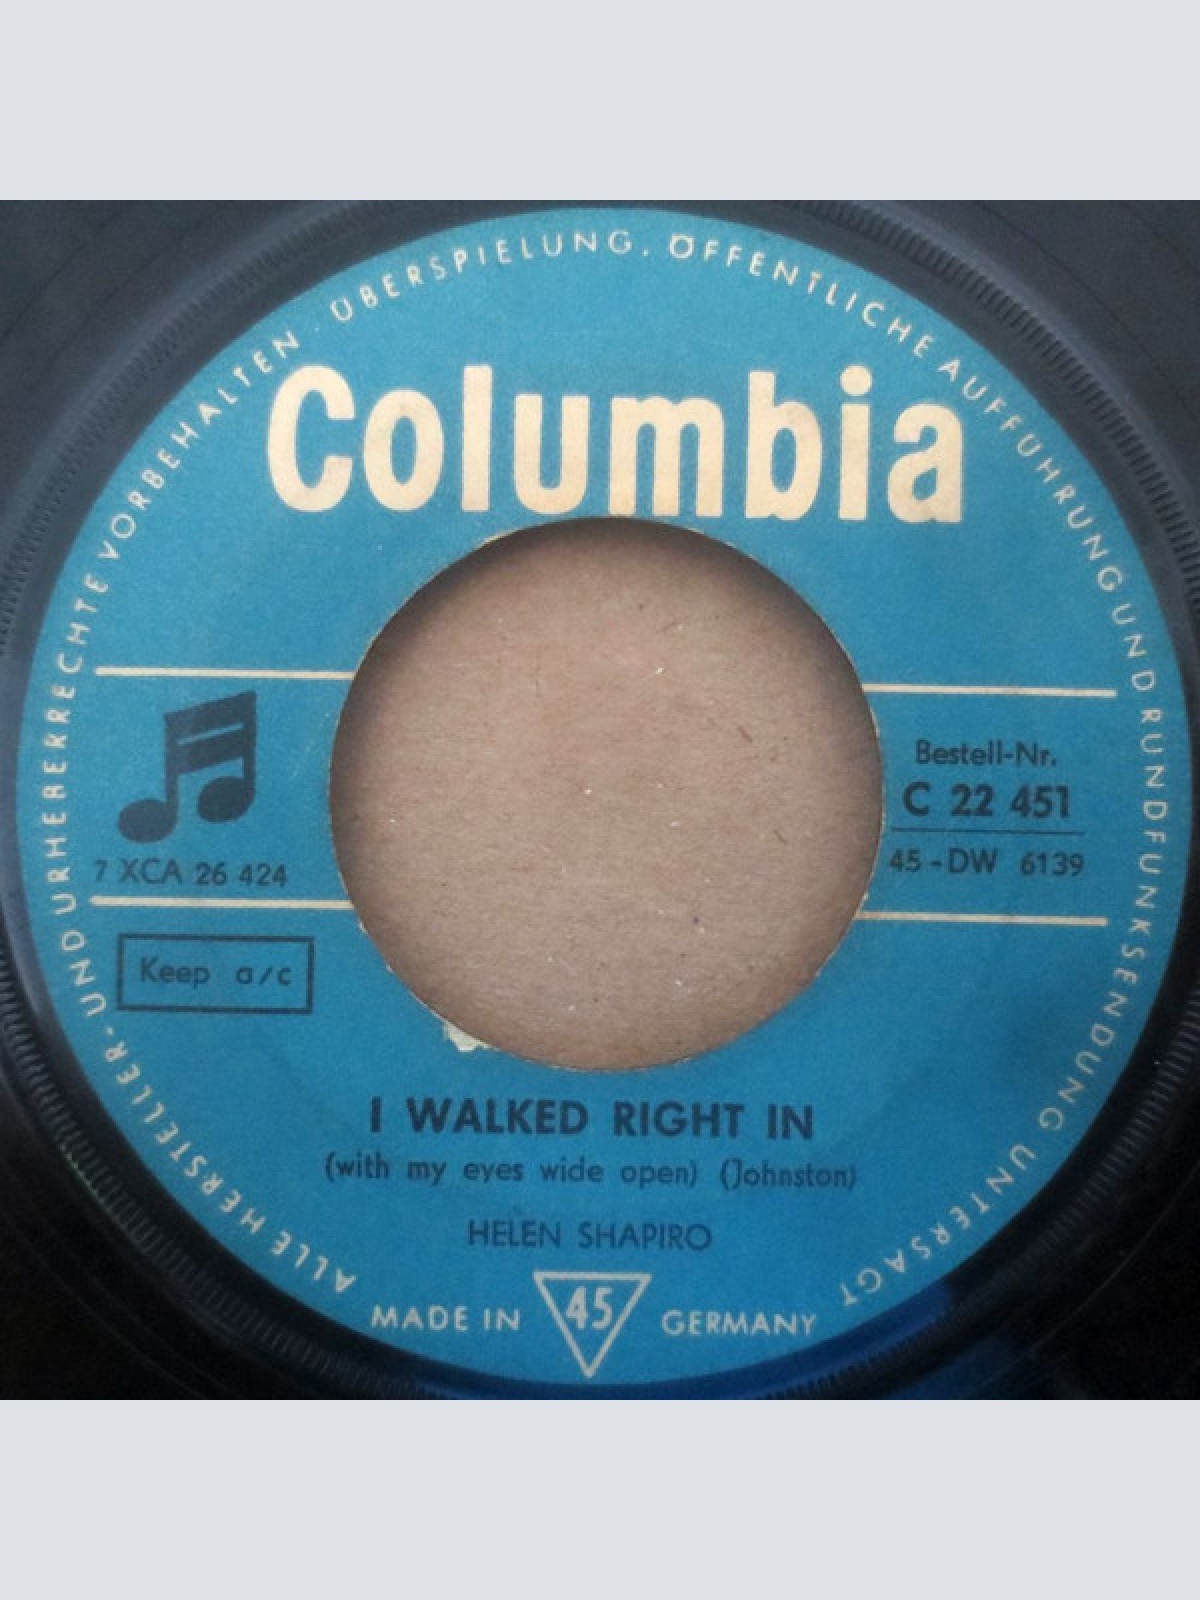 ALLE HERSTELLER- UND URHEBERRECHTE VORBEHALTEN . ÜBERSPIELUNG, ÖFFENTLICHE AUFFÜHRUNG UND RUNDFUNKSENDUNG UNTERSAGT
Columbia
7 XCA 26 424
Keep a/c
Bestell-Nr.
C 22 451
45-DW 6139
I WALKED RIGHT IN
(with my eyes wide open) (Johnston)
HELEN SHAPIRO
MADE IN 45 GERMANY